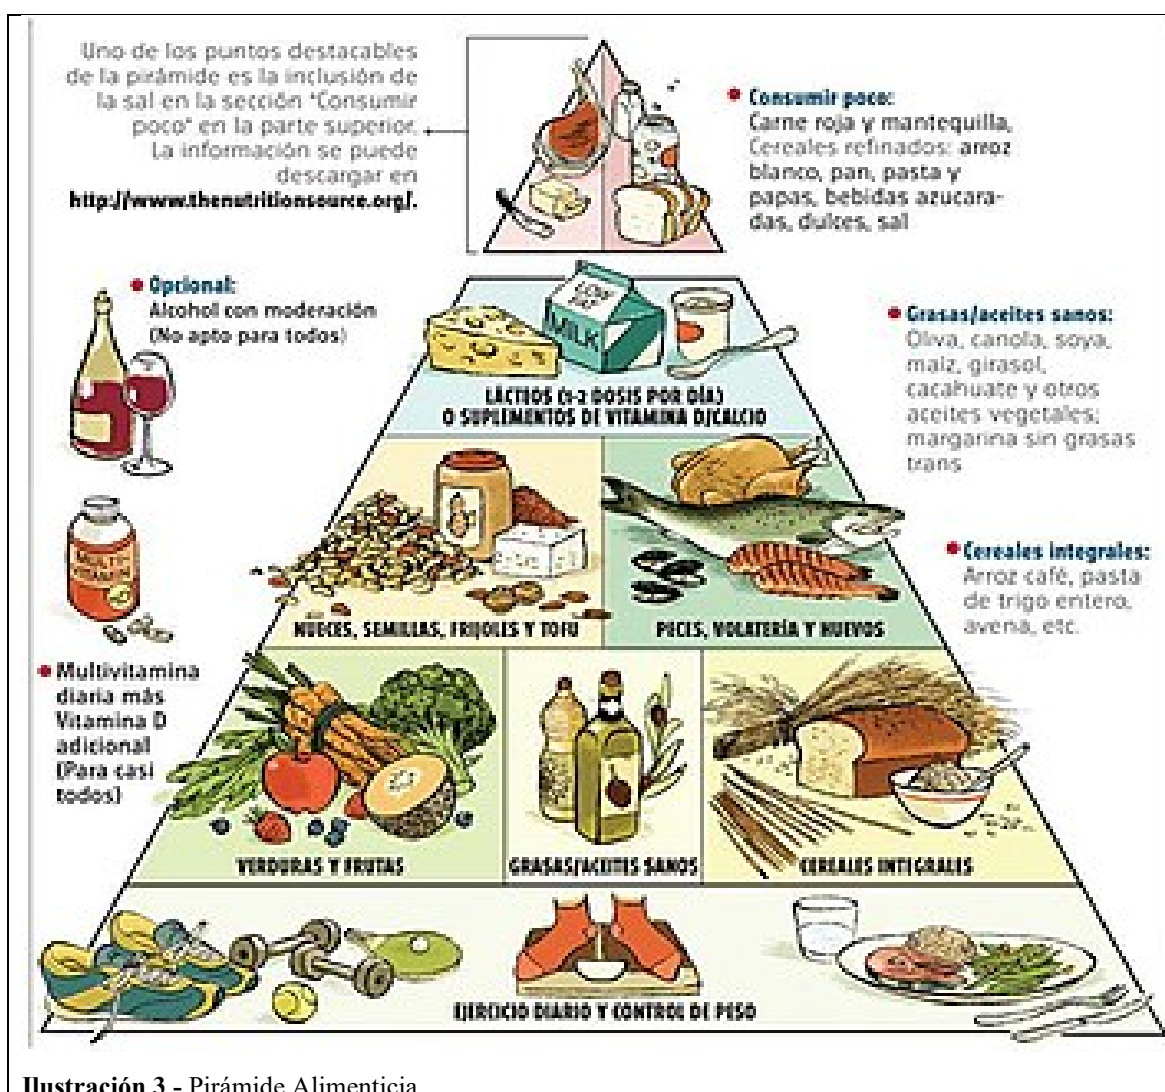 Uno de los puntos destacables
de la pirámide es la inclusión de
la sal en la sección "Consumir
poco" en la parte superior.
La información se puede
descargar en
http://www.thenutritionsource.org/.
Consumir poco:
Carne roja y mantequilla,
Cereales refinados: arroz
blanco, pan, pasta y
papas, bebidas azucara-
das, dulces, sal
Opcional:
Alcohol con moderación
(No apto para todos)
LOW
FAT
MILK
LÁCTEOS (1-2 DOSIS POR DÍA)
O SUPLEMENTOS DE VITAMINA D/CALCIO
Grasas/aceites sanos:
Oliva, canola, soya,
maíz, girasol,
cacahuate y otros
aceites vegetales;
margarina sin grasas
trans
MULTI
VITAMIN
NUECES, SEMILLAS, FRIJOLES Y TOFU
PECES, VOLATERÍA Y HUEVOS
Cereales integrales:
Arroz café, pasta
de trigo entero,
avena, etc.
Multivitamina
diaria más
Vitamina D
adicional
(Para casi
todos)
VERDURAS Y FRUTAS
GRASAS/ACEITES SANOS
CEREALES INTEGRALES
EJERCICIO DIARIO Y CONTROL DE PESO
Ilustración 3 - Pirámide Alimenticia